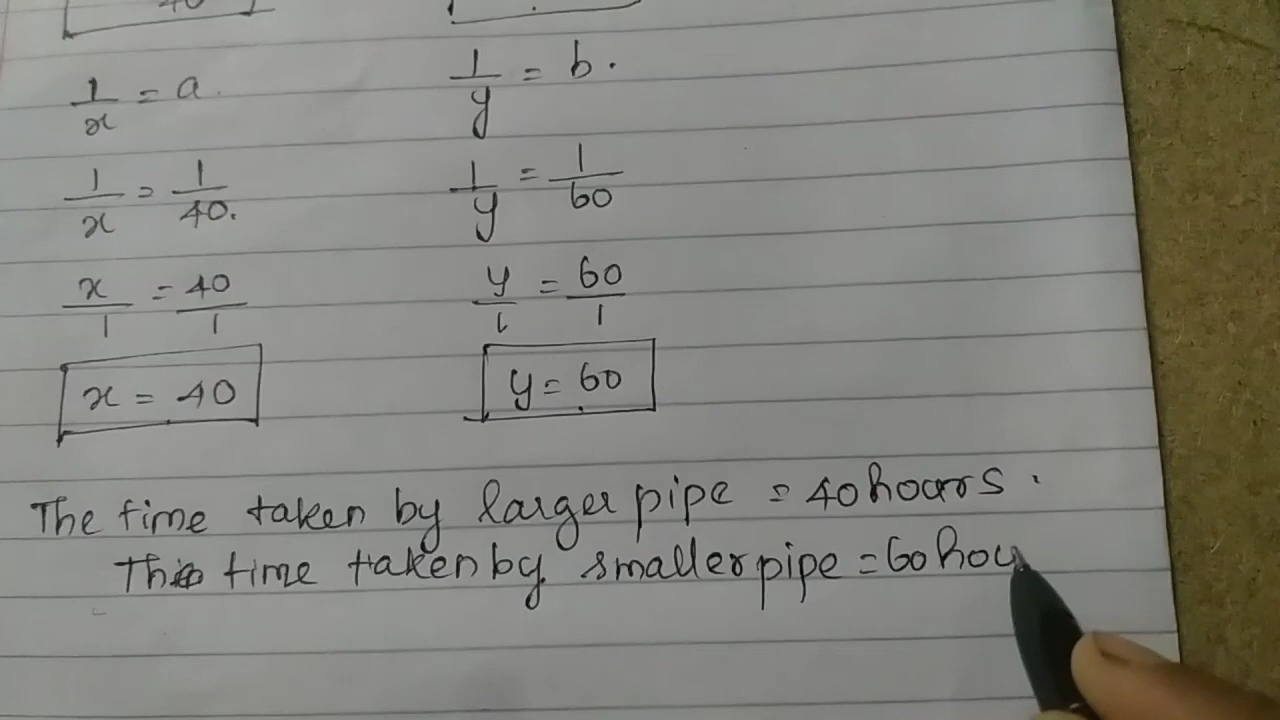 1/x = a.
1/y = b.
1/x = 1/40.
1/y = 1/60
x/1 = 40/1
y/1 = 60/1
x = 40
y = 60
The time taken by larger pipe = 40 hours.
The time taken by smaller pipe = 60 hou